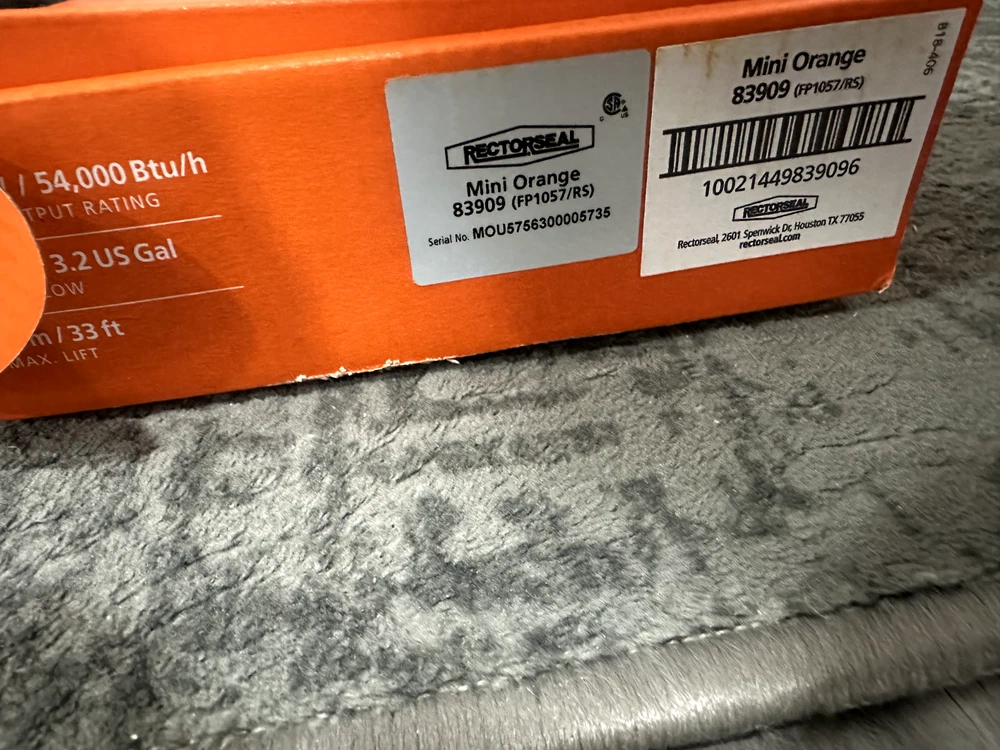 / 54,000 Btu/h
TPUT RATING
3.2 US Gal
LOW
m / 33 ft
MAX. LIFT
RECTORSEAL
Mini Orange
83909 (FP1057/RS)
Serial No. MOU5756300005735
Mini Orange
83909 (FP1057/RS)
10021449839096
RECTORSEAL
Rectorseal, 2601 Spenwick Dr, Houston TX 77055
rectorseal.com
818-406